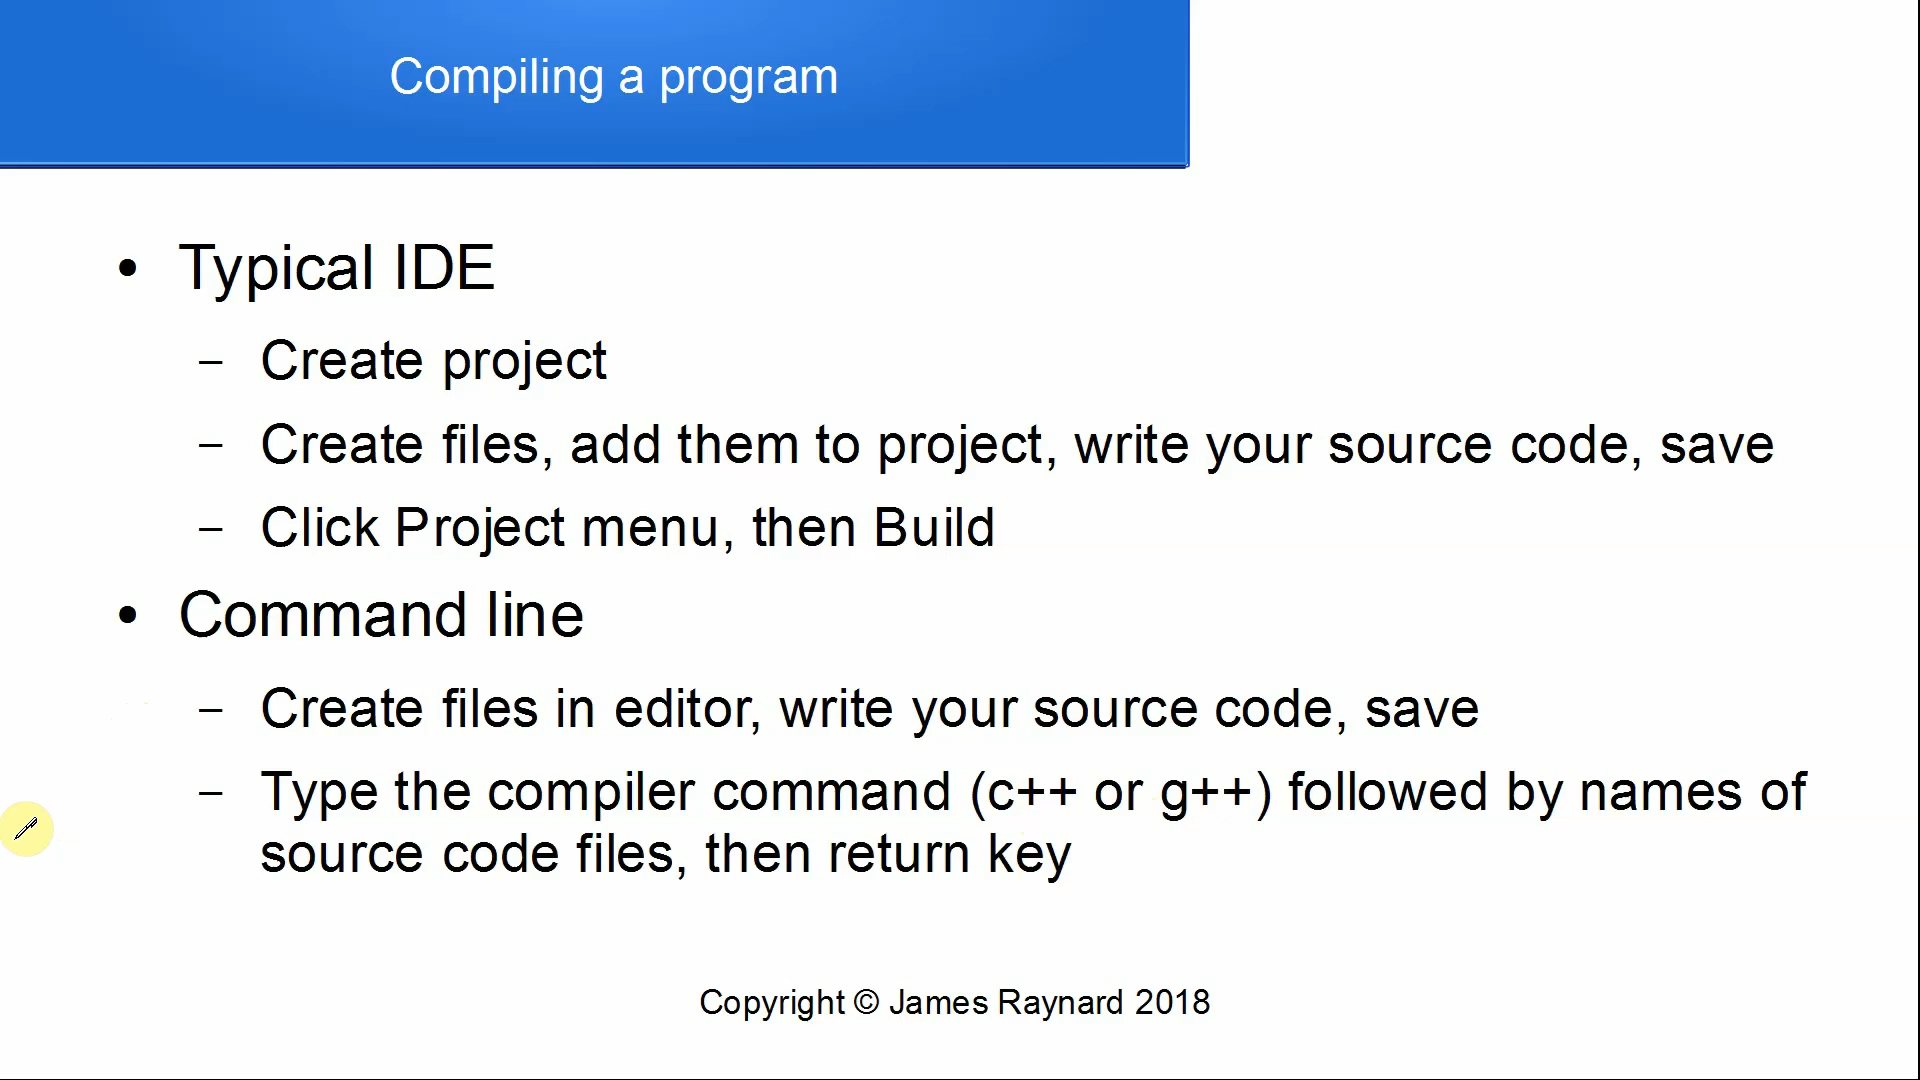 Compiling a program
• Typical IDE
– Create project
– Create files, add them to project, write your source code, save
– Click Project menu, then Build
• Command line
– Create files in editor, write your source code, save
– Type the compiler command (c++ or g++) followed by names of
source code files, then return key
Copyright © James Raynard 2018